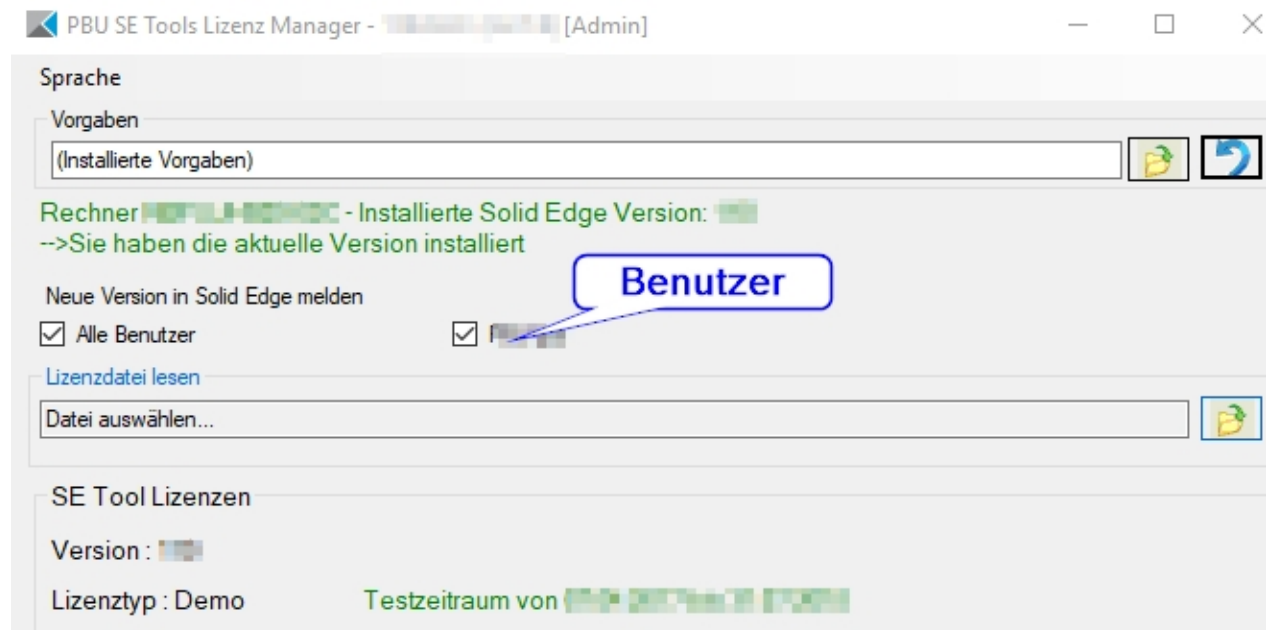 PBU SE Tools Lizenz Manager - [Admin]
Sprache
Vorgaben
(Installierte Vorgaben)
Rechner - Installierte Solid Edge Version:
-->Sie haben die aktuelle Version installiert
Benutzer
Neue Version in Solid Edge melden
Alle Benutzer
Lizenzdatei lesen
Datei auswählen...
SE Tool Lizenzen
Version :
Lizenztyp : Demo Testzeitraum von